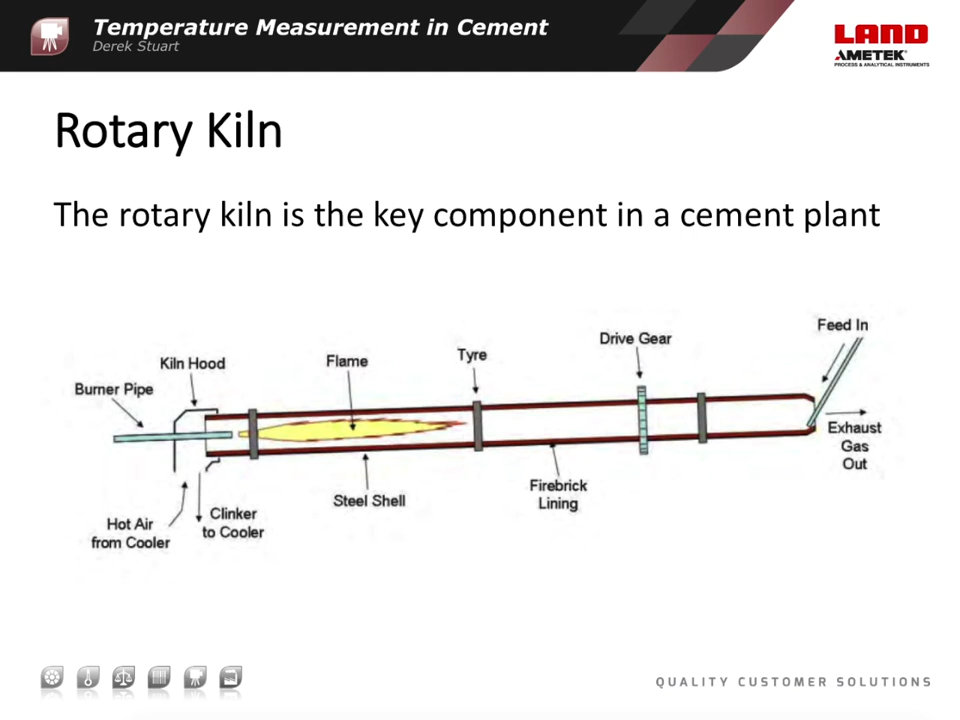 Temperature Measurement in Cement
Derek Stuart
LAND
AMETEK®
PROCESS & ANALYTICAL INSTRUMENTS
Rotary Kiln
The rotary kiln is the key component in a cement plant
Feed In
Drive Gear
Tyre
Flame
Kiln Hood
Burner Pipe
Exhaust
Gas
Out
Firebrick
Lining
Steel Shell
Clinker
to Cooler
Hot Air
from Cooler
QUALITY CUSTOMER SOLUTIONS